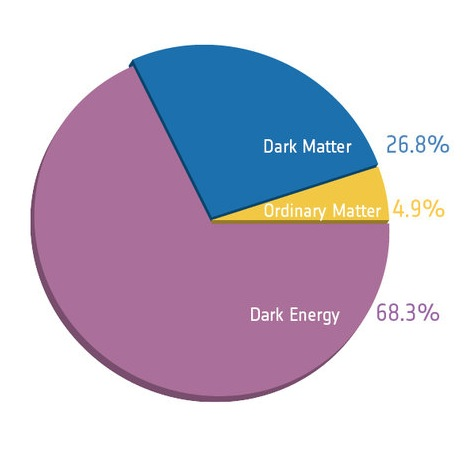 Dark Matter 26.8%
Ordinary Matter 4.9%
Dark Energy 68.3%